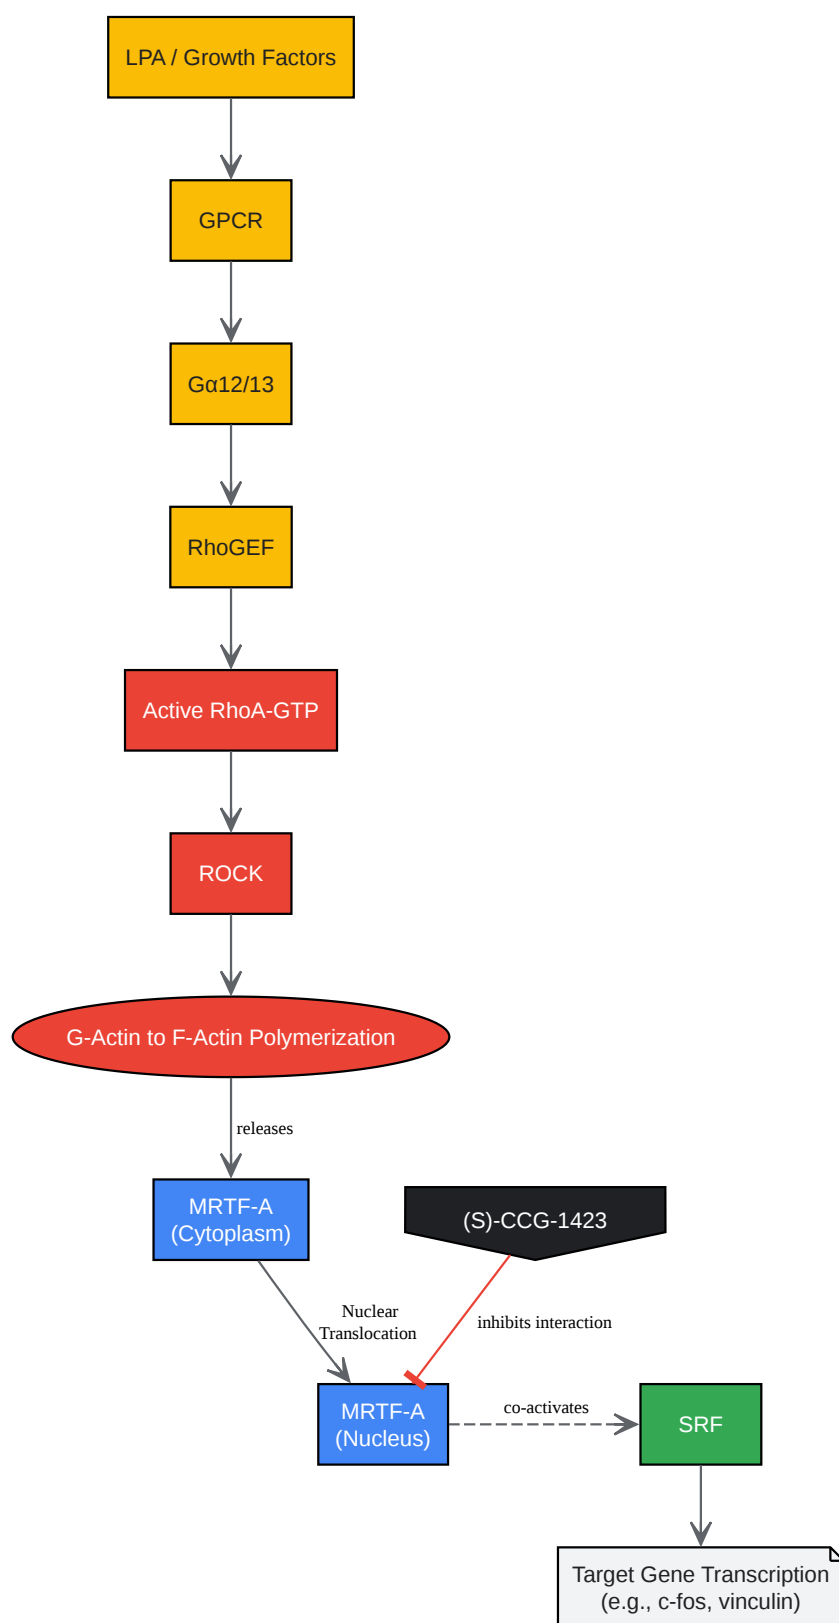 LPA / Growth Factors
GPCR
Gα12/13
RhoGEF
Active RhoA-GTP
ROCK
G-Actin to F-Actin Polymerization
releases
MRTF-A
(Cytoplasm)
(S)-CCG-1423
Nuclear
Translocation
inhibits interaction
MRTF-A
(Nucleus)
co-activates
SRF
Target Gene Transcription
(e.g., c-fos, vinculin)